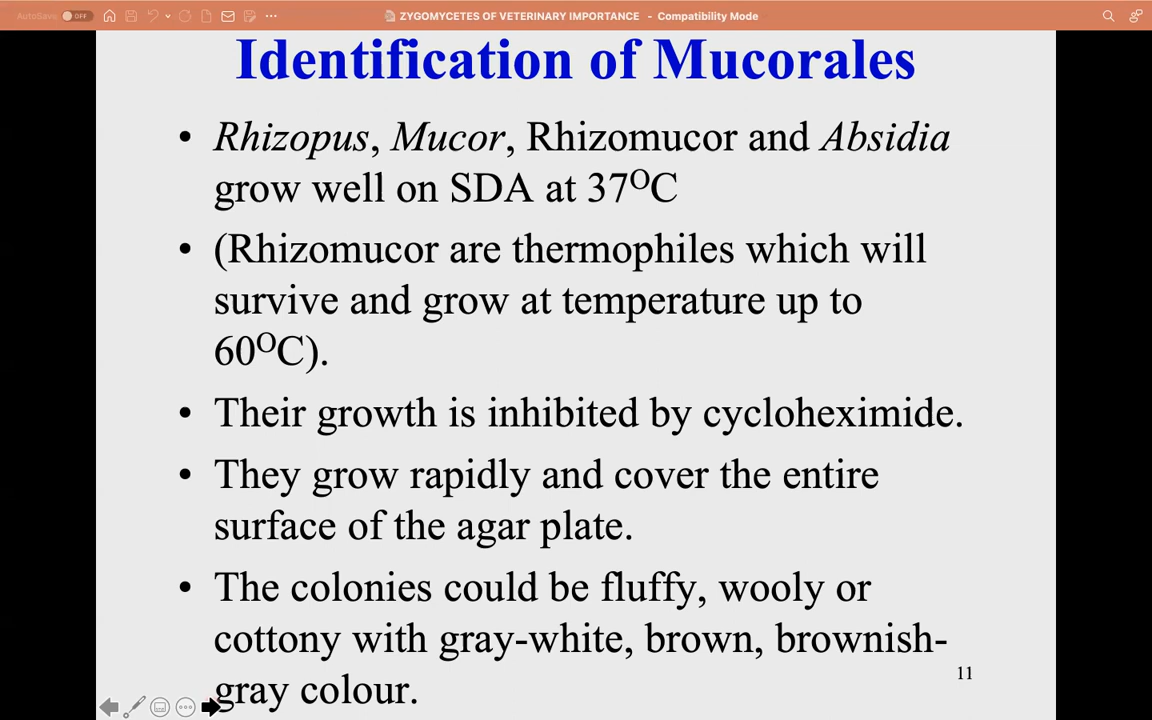 AutoSave OFF ZYGOMYCETES OF VETERINARY IMPORTANCE - Compatibility Mode
Identification of Mucorales
• Rhizopus, Mucor, Rhizomucor and Absidia
grow well on SDA at 37ºC
• (Rhizomucor are thermophiles which will
survive and grow at temperature up to
60ºC).
• Their growth is inhibited by cycloheximide.
• They grow rapidly and cover the entire
surface of the agar plate.
• The colonies could be fluffy, wooly or
cottony with gray-white, brown, brownish-
gray colour.
11